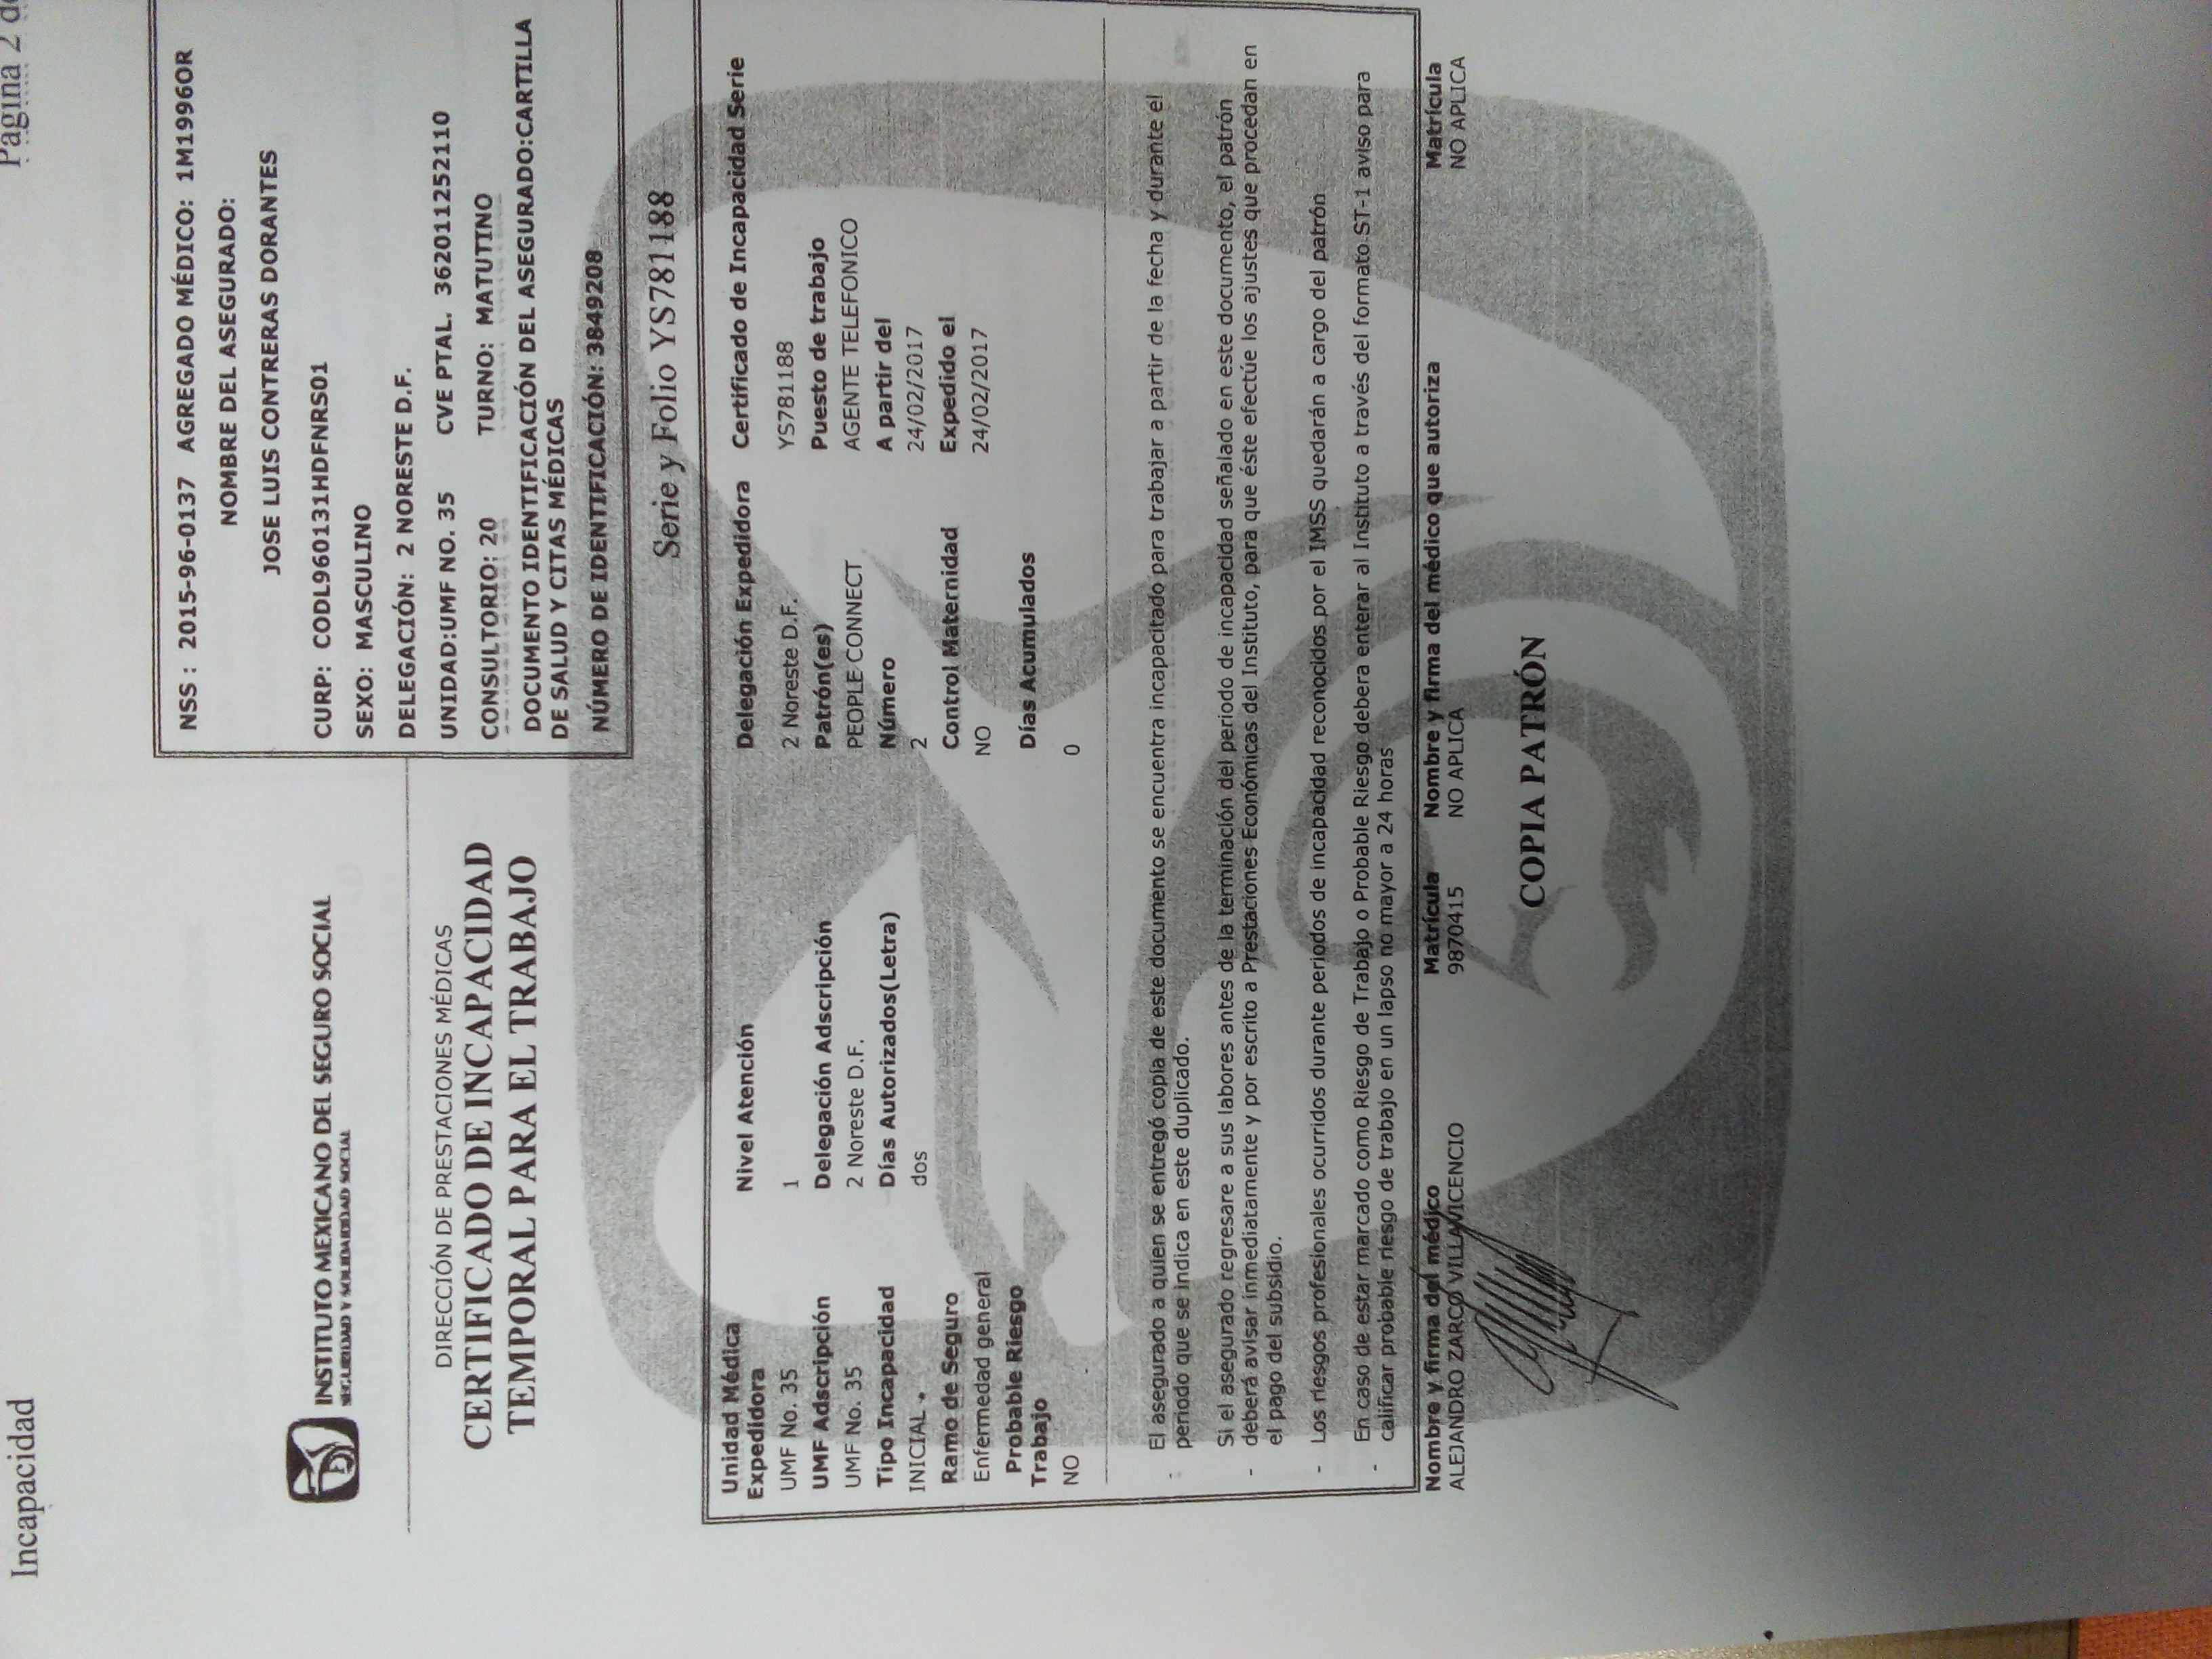 Incapacidad
Página 2 d
INSTITUTO MEXICANO DEL SEGURO SOCIAL
SEGURIDAD Y SOLIDARIDAD SOCIAL
DIRECCIÓN DE PRESTACIONES MÉDICAS
CERTIFICADO DE INCAPACIDAD
TEMPORAL PARA EL TRABAJO
NSS : 2015-96-0137 AGREGADO MÉDICO: 1M1996OR
NOMBRE DEL ASEGURADO:
JOSE LUIS CONTRERAS DORANTES
CURP: CODL960131HDFNRS01
SEXO: MASCULINO
DELEGACIÓN: 2 NORESTE D.F.
UNIDAD:UMF NO. 35 CVE PTAL. 362011252110
CONSULTORIO: 20 TURNO: MATUTINO
DOCUMENTO IDENTIFICACIÓN DEL ASEGURADO:CARTILLA
DE SALUD Y CITAS MÉDICAS
NÚMERO DE IDENTIFICACIÓN: 3849208
Serie y Folio YS781188
Unidad Médica Expedidora
UMF No. 35
Nivel Atención
1
Delegación Expedidora
2 Noreste D.F.
Certificado de Incapacidad Serie
YS781188
UMF Adscripción
UMF No. 35
Delegación Adscripción
2 Noreste D.F.
Patrón(es)
PEOPLE CONNECT
Puesto de trabajo
AGENTE TELEFONICO
Tipo Incapacidad
INICIAL
Días Autorizados(Letra)
dos
Número
2
A partir del
24/02/2017
Ramo de Seguro
Enfermedad general
Control Maternidad
NO
Expedido el
24/02/2017
Probable Riesgo
Trabajo
NO
Días Acumulados
0
- El asegurado a quien se entregó copia de este documento se encuentra incapacitado para trabajar a partir de la fecha y durante el
periodo que se indica en este duplicado.
- Si el asegurado regresare a sus labores antes de la terminación del periodo de incapacidad señalado en este documento, el patrón
deberá avisar inmediatamente y por escrito a Prestaciones Económicas del Instituto, para que éste efectúe los ajustes que procedan en
el pago del subsidio.
- Los riesgos profesionales ocurridos durante periodos de incapacidad reconocidos por el IMSS quedarán a cargo del patrón
- En caso de estar marcado como Riesgo de Trabajo o Probable Riesgo debera enterar al Instituto a través del formato ST-1 aviso para
calificar probable riesgo de trabajo en un lapso no mayor a 24 horas
Nombre y firma del médico Matrícula Nombre y firma del médico que autoriza Matrícula
ALEJANDRO ZARCO VILLAVICENCIO 9870415 NO APLICA NO APLICA
COPIA PATRÓN